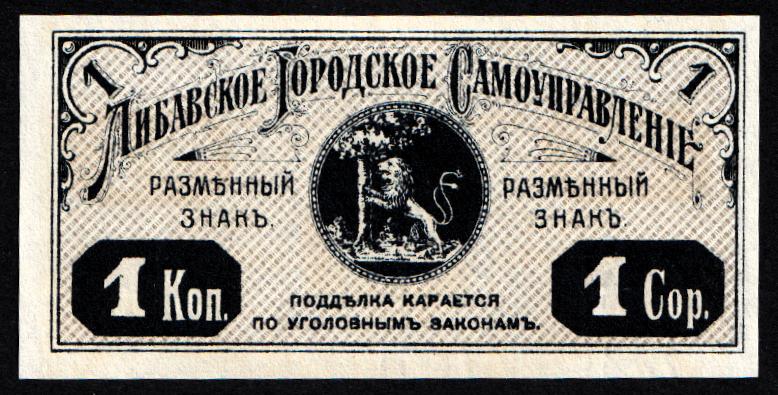 1 1
Либавское Городское Самоуправленіе
РАЗМѢННЫЙ
ЗНАКЪ.
РАЗМѢННЫЙ
ЗНАКЪ.
1 Коп.
ПОДДѢЛКА КАРАЕТСЯ
ПО УГОЛОВНЫМЪ ЗАКОНАМЪ.
1 Cop.